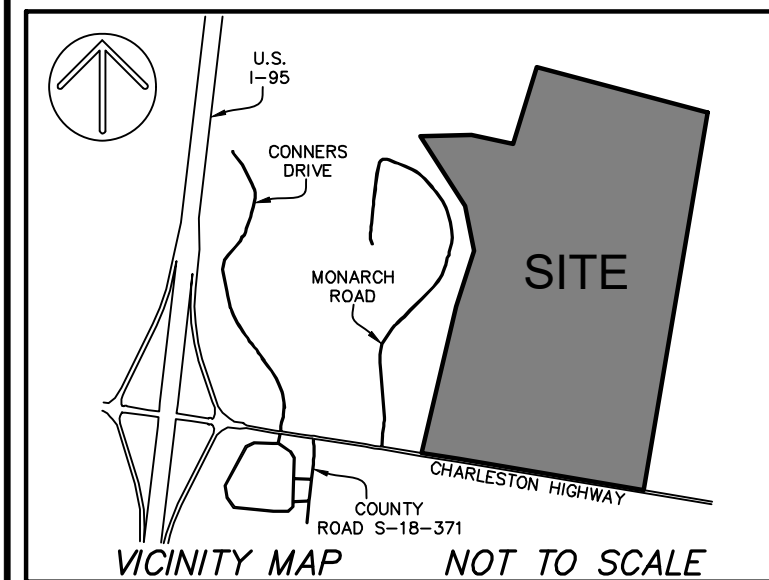 U.S.
I-95
CONNERS
DRIVE
MONARCH
ROAD
SITE
CHARLESTON HIGHWAY
COUNTY
ROAD S-18-371
VICINITY MAP NOT TO SCALE